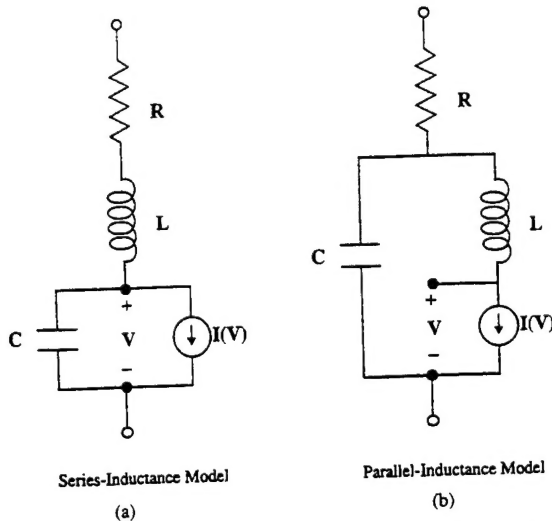 R
L
+
C
V
I(V)
−
Series-Inductance Model
(a)
R
L
C
+
V
I(V)
−
Parallel-Inductance Model
(b)